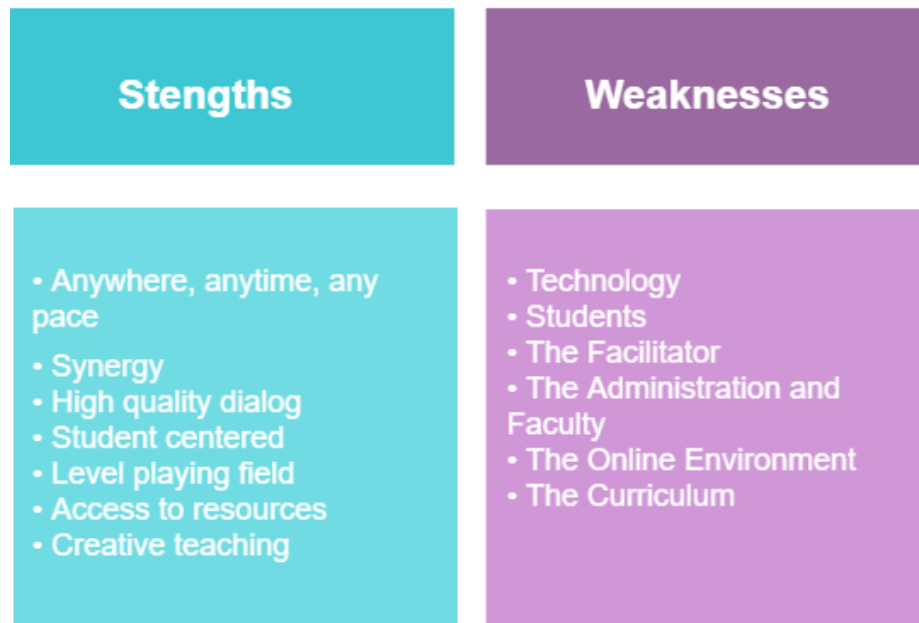 Stengths
Weaknesses
• Anywhere, anytime, any
pace
• Synergy
• High quality dialog
• Student centered
• Level playing field
• Access to resources
• Creative teaching
• Technology
• Students
• The Facilitator
• The Administration and
Faculty
• The Online Environment
• The Curriculum